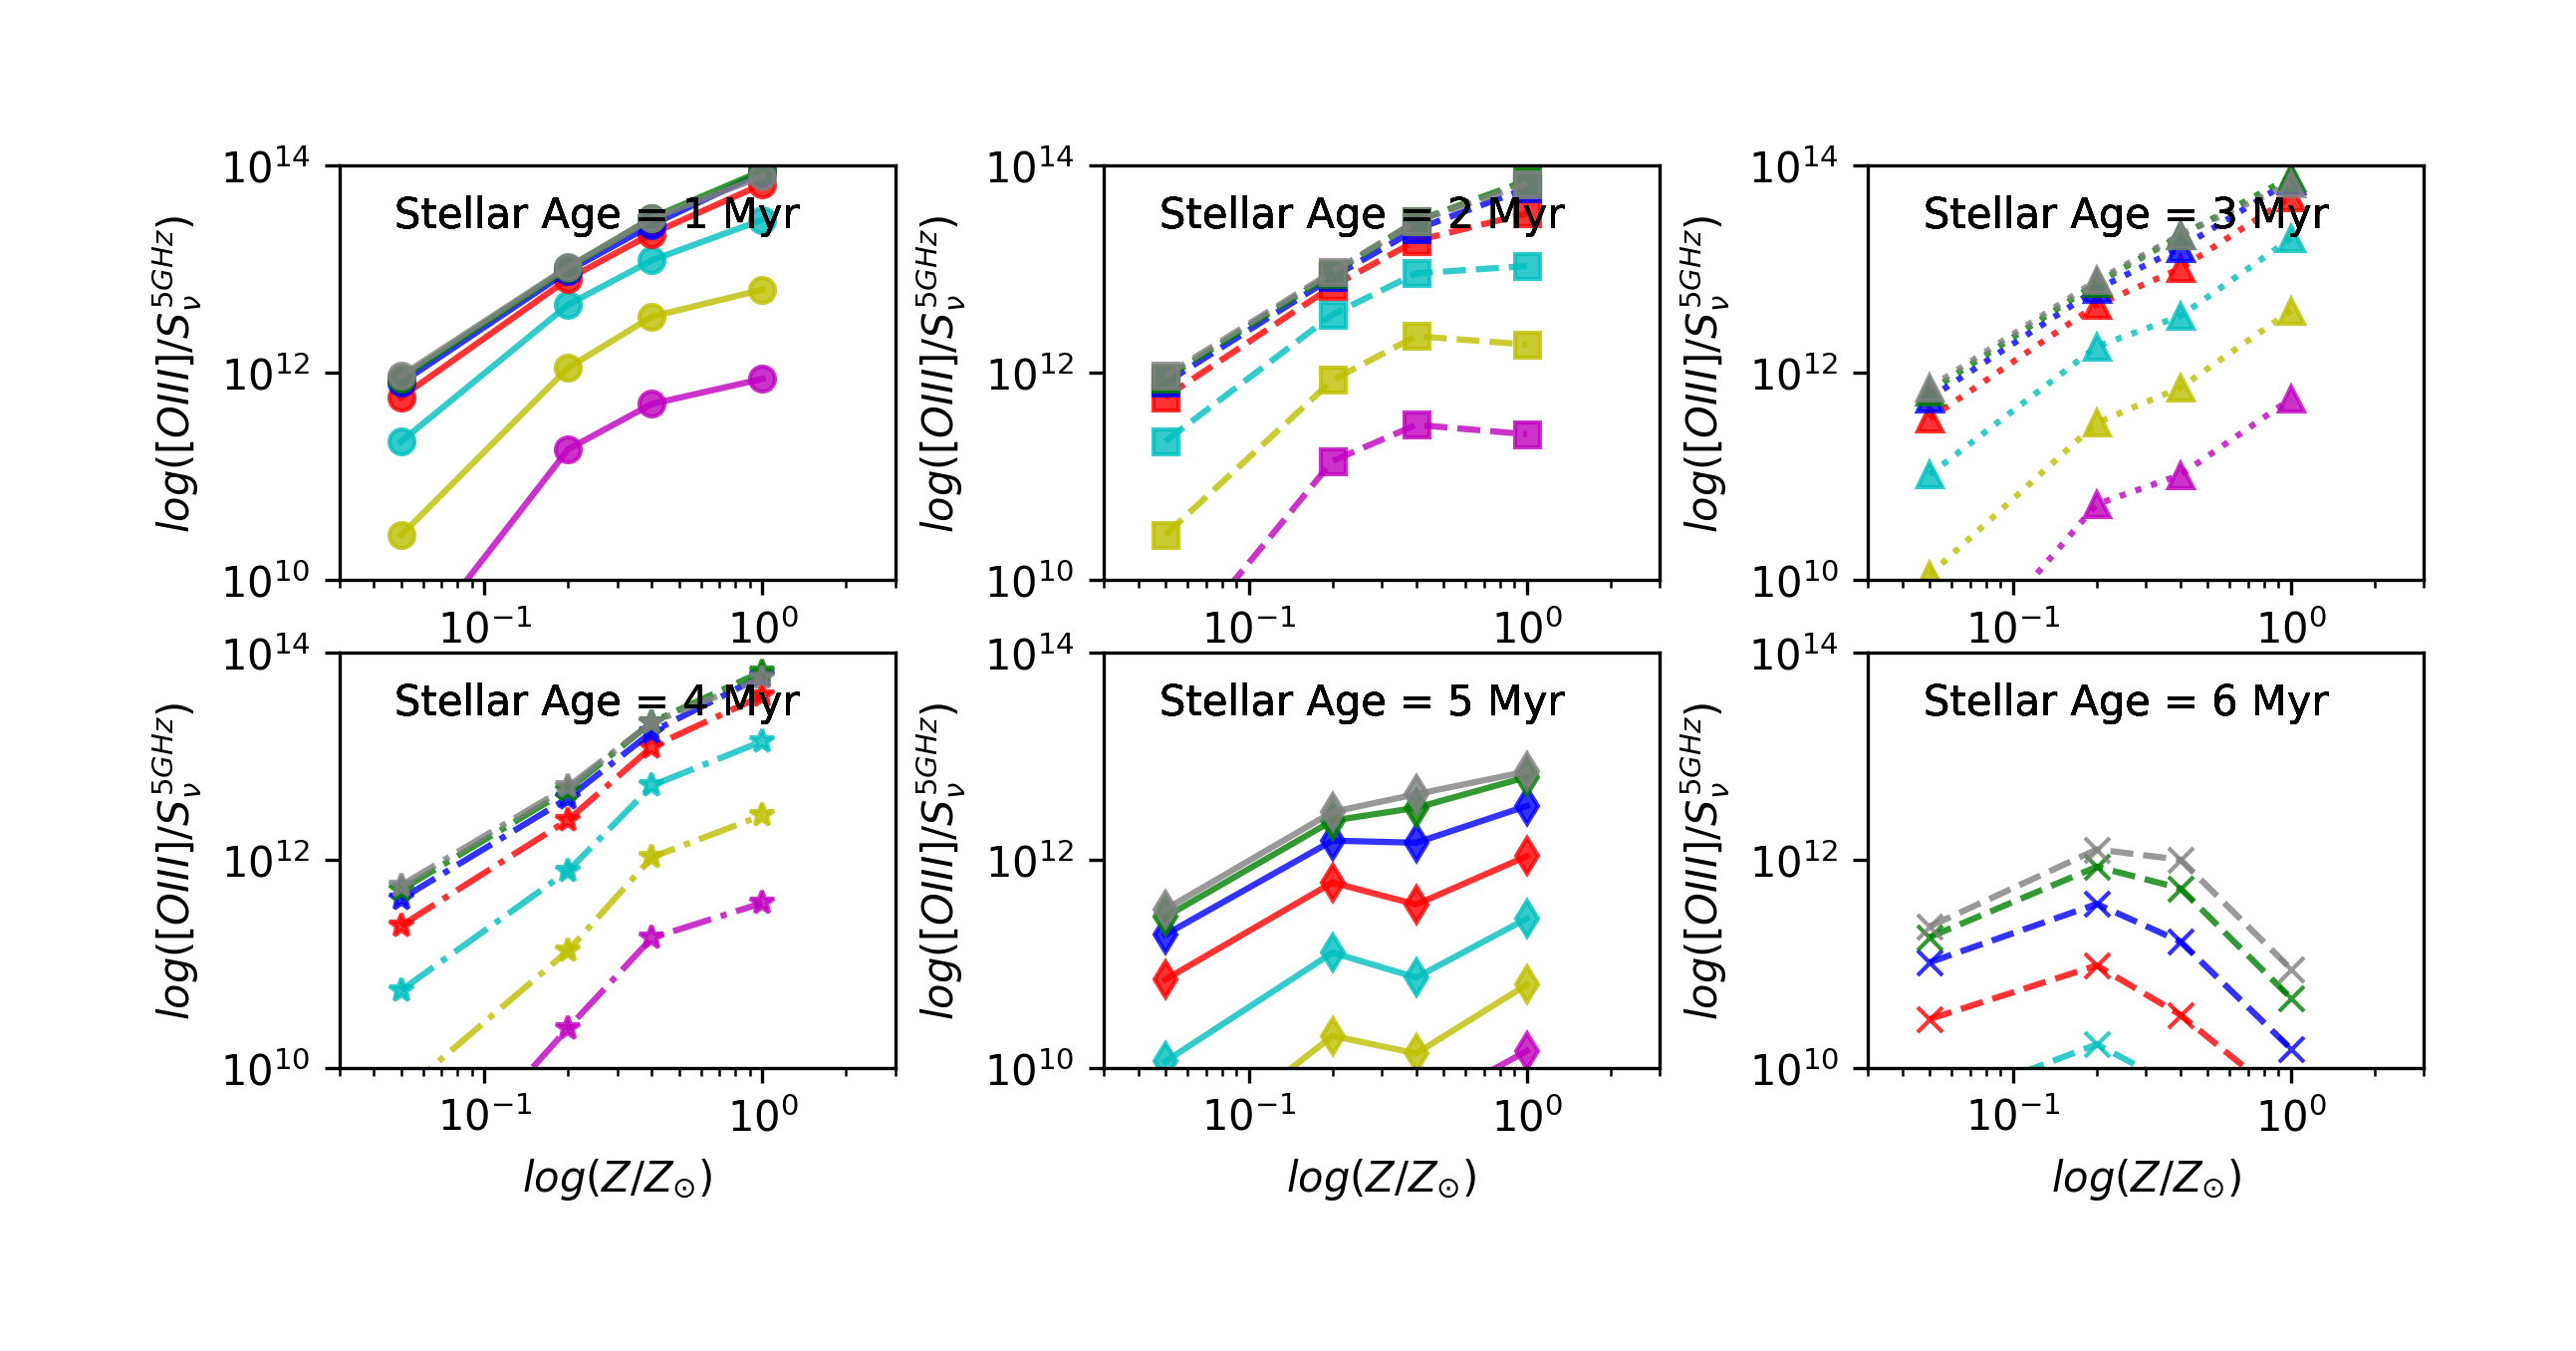 10^14
10^12
10^10
10^−1
10^0
log([OIII]/S_ν^5GHz)
Stellar Age = 1 Myr
10^14
10^12
10^10
10^−1
10^0
log([OIII]/S_ν^5GHz)
Stellar Age = 2 Myr
10^14
10^12
10^10
10^−1
10^0
log([OIII]/S_ν^5GHz)
Stellar Age = 3 Myr
10^14
10^12
10^10
10^−1
10^0
log([OIII]/S_ν^5GHz)
Stellar Age = 4 Myr
log(Z/Z_⊙)
10^14
10^12
10^10
10^−1
10^0
log([OIII]/S_ν^5GHz)
Stellar Age = 5 Myr
log(Z/Z_⊙)
10^14
10^12
10^10
10^−1
10^0
log([OIII]/S_ν^5GHz)
Stellar Age = 6 Myr
log(Z/Z_⊙)